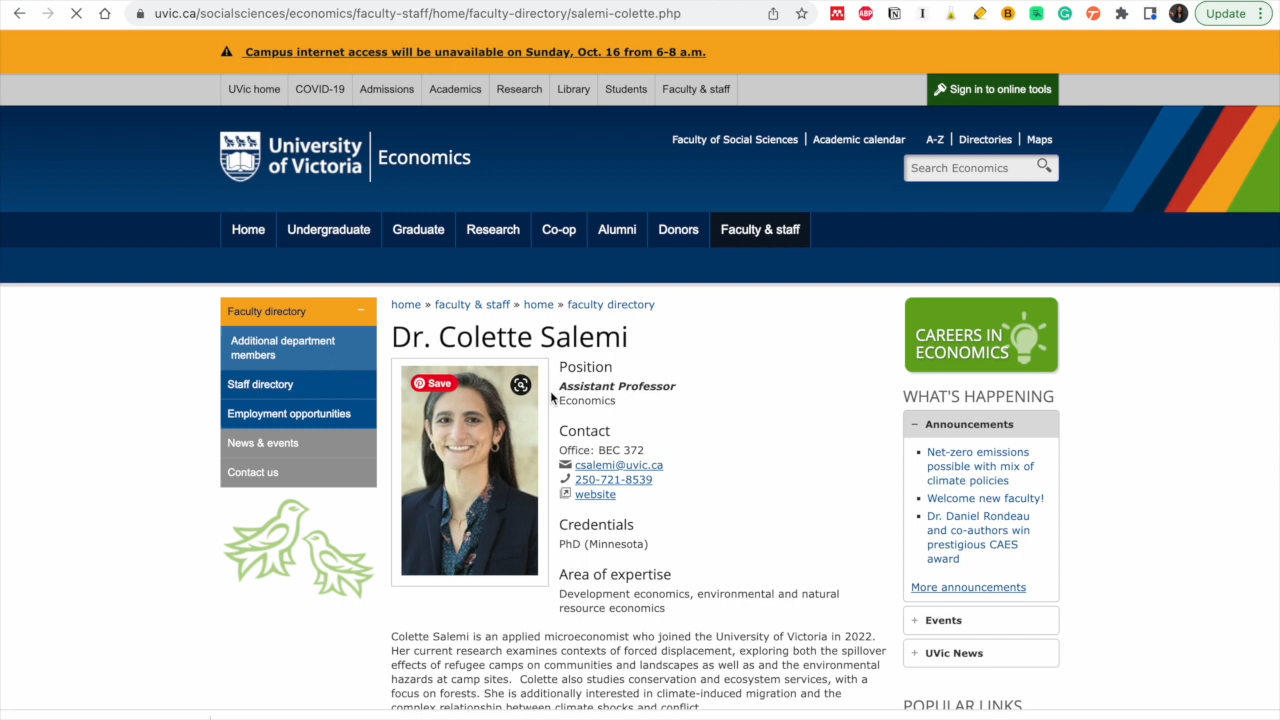 uvic.ca/socialsciences/economics/faculty-staff/home/faculty-directory/salemi-colette.php
Update
Campus internet access will be unavailable on Sunday, Oct. 16 from 6-8 a.m.
UVic home
COVID-19
Admissions
Academics
Research
Library
Students
Faculty & staff
Sign in to online tools
University
of Victoria
Economics
Faculty of Social Sciences
Academic calendar
A-Z
Directories
Maps
Search Economics
Home
Undergraduate
Graduate
Research
Co-op
Alumni
Donors
Faculty & staff
Faculty directory
Additional department
members
Staff directory
Employment opportunities
News & events
Contact us
home » faculty & staff » home » faculty directory
Dr. Colette Salemi
Save
Position
Assistant Professor
Economics
Contact
Office: BEC 372
csalemi@uvic.ca
250-721-8539
website
Credentials
PhD (Minnesota)
Area of expertise
Development economics, environmental and natural
resource economics
Colette Salemi is an applied microeconomist who joined the University of Victoria in 2022.
Her current research examines contexts of forced displacement, exploring both the spillover
effects of refugee camps on communities and landscapes as well as and the environmental
hazards at camp sites.  Colette also studies conservation and ecosystem services, with a
focus on forests. She is additionally interested in climate-induced migration and the
complex relationship between climate shocks and conflict.
CAREERS IN
ECONOMICS
WHAT'S HAPPENING
Announcements
Net-zero emissions
possible with mix of
climate policies
Welcome new faculty!
Dr. Daniel Rondeau
and co-authors win
prestigious CAES
award
More announcements
Events
UVic News
POPULAR LINKS